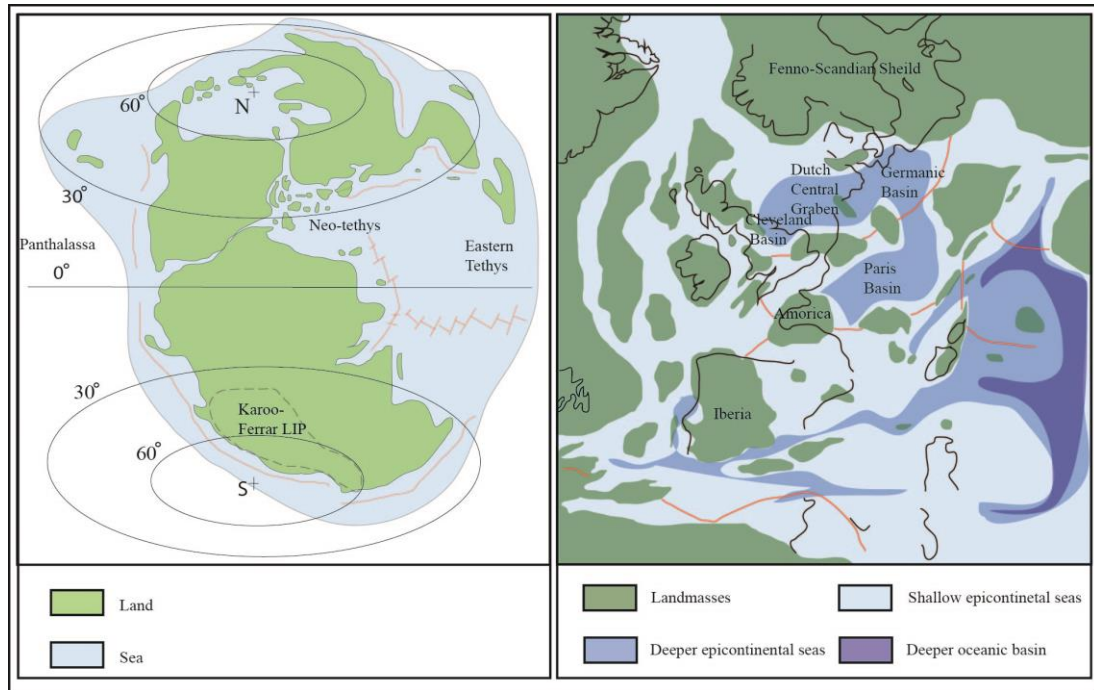 60°
N
30°
Neo-tethys
Panthalassa
Eastern
Tethys
0°
30°
Karoo-
Ferrar LIP
60°
S
Land
Sea
Fenno-Scandian Sheild
Dutch
Central
Graben
Germanic
Basin
Cleveland
Basin
Paris
Basin
Amorica
Iberia
Landmasses
Shallow epicontinetal seas
Deeper epicontinental seas
Deeper oceanic basin